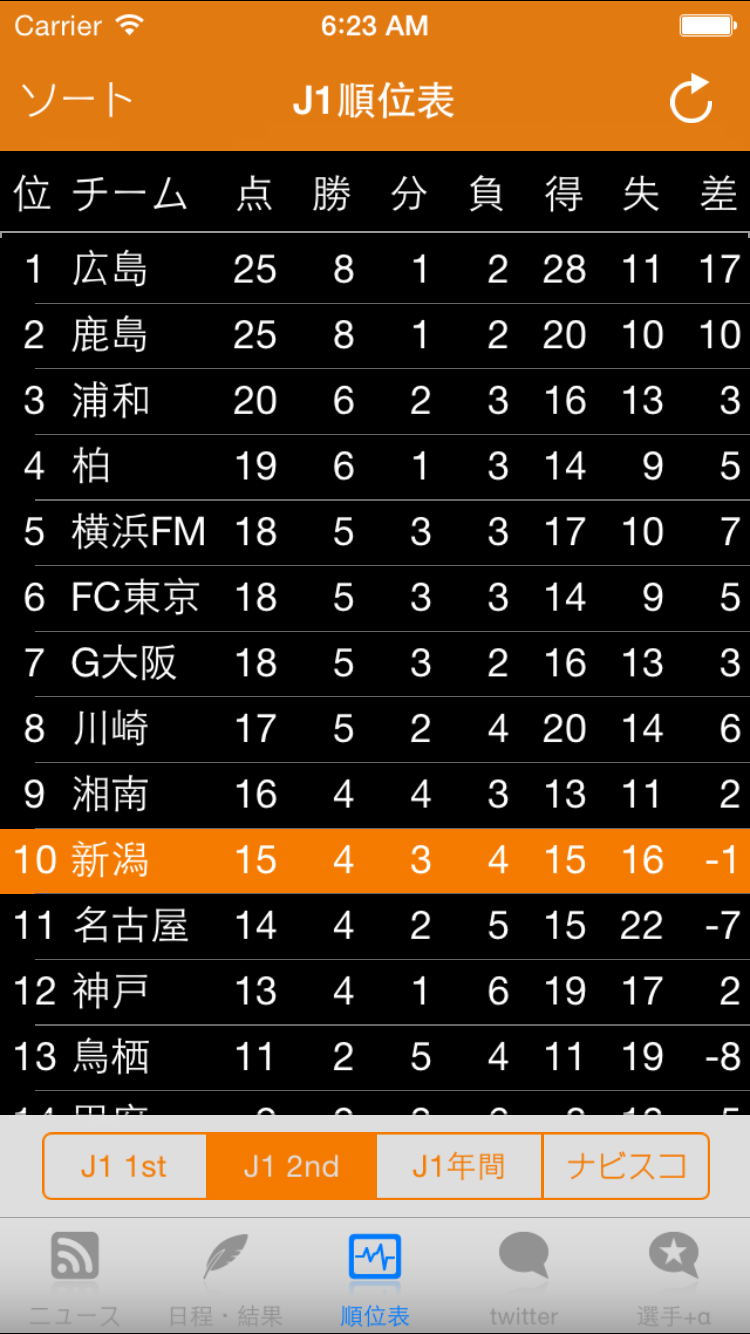 Carrier 6:23 AM
ソート J1順位表
位 チーム 点 勝 分 負 得 失 差
1 広島 25 8 1 2 28 11 17
2 鹿島 25 8 1 2 20 10 10
3 浦和 20 6 2 3 16 13 3
4 柏 19 6 1 3 14 9 5
5 横浜FM 18 5 3 3 17 10 7
6 FC東京 18 5 3 3 14 9 5
7 G大阪 18 5 3 2 16 13 3
8 川崎 17 5 2 4 20 14 6
9 湘南 16 4 4 3 13 11 2
10 新潟 15 4 3 4 15 16 -1
11 名古屋 14 4 2 5 15 22 -7
12 神戸 13 4 1 6 19 17 2
13 鳥栖 11 2 5 4 11 19 -8
J1 1st J1 2nd J1年間 ナビスコ
ニュース 日程・結果 順位表 twitter 選手+α